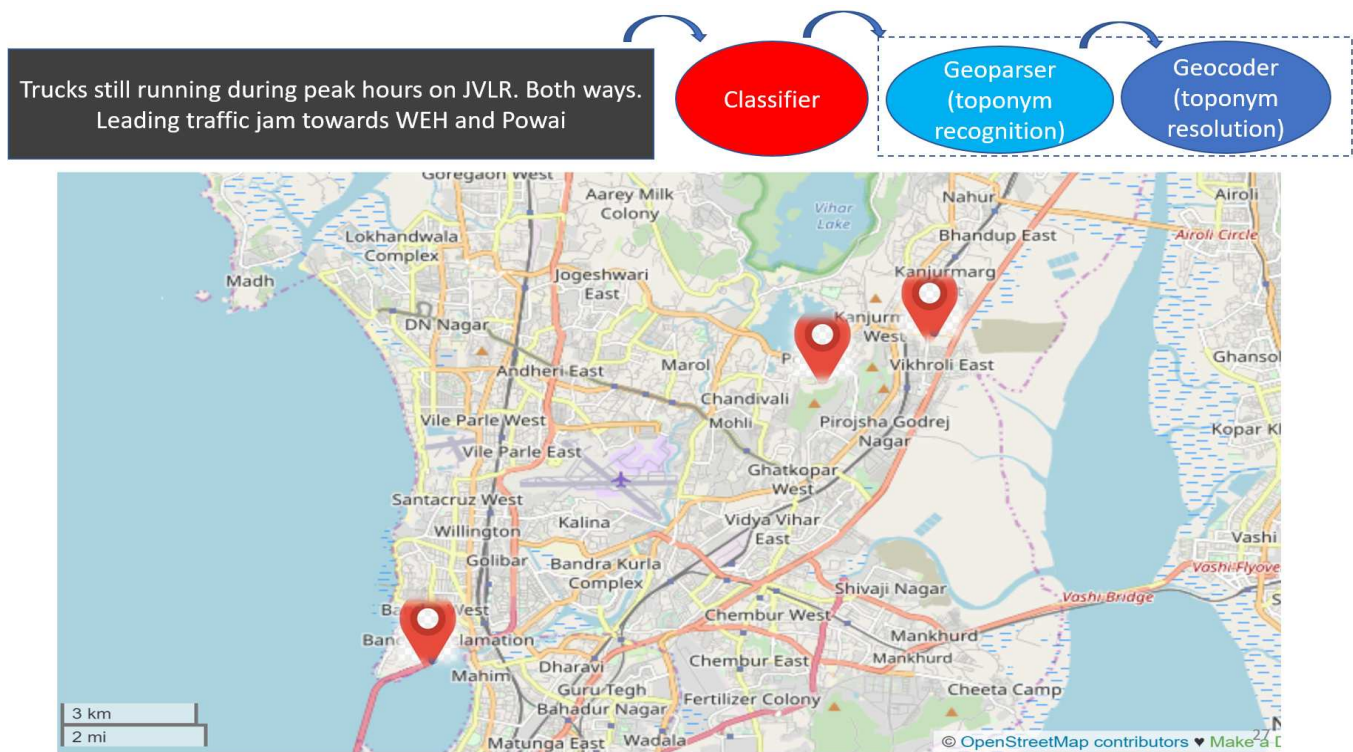 Trucks still running during peak hours on JVLR. Both ways.
Leading traffic jam towards WEH and Powai
Classifier
Geoparser
(toponym
recognition)
Geocoder
(toponym
resolution)
Goregaon West
Aarey Milk
Colony
Vihar
Lake
Nahur
Airoli
Lokhandwala
Complex
Bhandup East
Airoli Circle
Madh
Jogeshwari
East
Kanjurmarg
DN Nagar
West
Ghansol
Andheri East
Marol
Vikhroli East
Chandivali
Mohli
Vile Parle West
Pirojsha Godrej
Nagar
Vile Parle East
Ghatkopar
West
Santacruz West
Kalina
Vidya Vihar
East
Willington
Vashi
Golibar
Bandra Kurla
Complex
Vashi Flyove
Shivaji Nagar
Vashi Bridge
West
Chembur West
lamation
Mankhurd
Mahim
Dharavi
Chembur East
Mankhurd
Guru Tegh
Bahadur Nagar
Fertilizer Colony
Cheeta Camp
3 km
2 mi
Matunga East
Wadala
27
© OpenStreetMap contributors ♥ Make a D